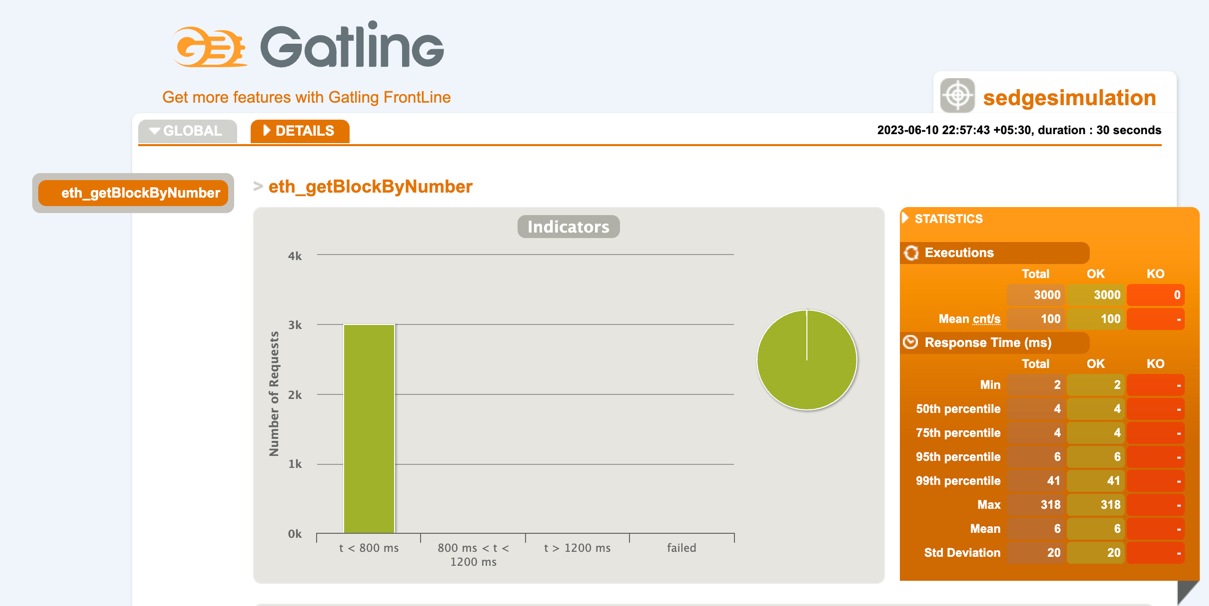 Gatling
Get more features with Gatling FrontLine
sedgesimulation
GLOBAL
DETAILS
2023-06-10 22:57:43 +05:30, duration : 30 seconds
eth_getBlockByNumber
> eth_getBlockByNumber
Indicators
Number of Requests
4k
3k
2k
1k
0k
t < 800 ms
800 ms < t <
1200 ms
t > 1200 ms
failed
STATISTICS
Executions
Total OK KO
3000 3000 0
Mean cnt/s 100 100 -
Response Time (ms)
Total OK KO
Min 2 2 -
50th percentile 4 4 -
75th percentile 4 4 -
95th percentile 6 6 -
99th percentile 41 41 -
Max 318 318 -
Mean 6 6 -
Std Deviation 20 20 -